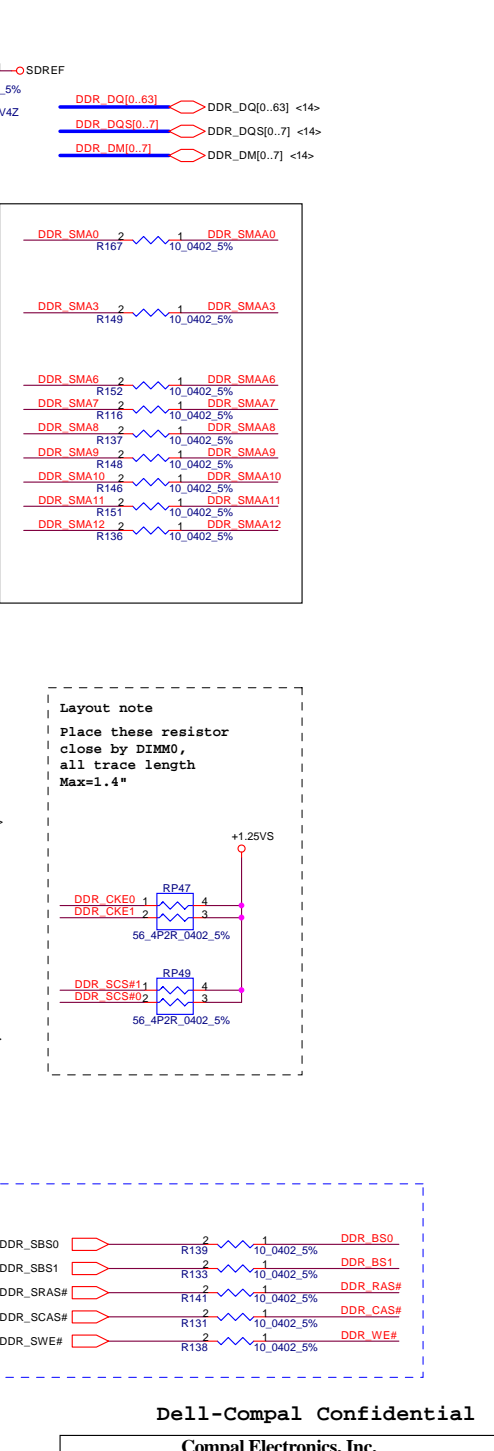 SDREF
_5%
V4Z
DDR_DQ[0..63] DDR_DQ[0..63] <14>
DDR_DQS[0..7] DDR_DQS[0..7] <14>
DDR_DM[0..7] DDR_DM[0..7] <14>
DDR_SMA0 2 1 DDR_SMAA0
R167 10_0402_5%
DDR_SMA3 2 1 DDR_SMAA3
R149 10_0402_5%
DDR_SMA6 2 1 DDR_SMAA6
R152 10_0402_5%
DDR_SMA7 2 1 DDR_SMAA7
R116 10_0402_5%
DDR_SMA8 2 1 DDR_SMAA8
R137 10_0402_5%
DDR_SMA9 2 1 DDR_SMAA9
R148 10_0402_5%
DDR_SMA10 2 1 DDR_SMAA10
R146 10_0402_5%
DDR_SMA11 2 1 DDR_SMAA11
R151 10_0402_5%
DDR_SMA12 2 1 DDR_SMAA12
R136 10_0402_5%
Layout note
Place these resistor
close by DIMM0,
all trace length
Max=1.4"
+1.25VS
RP47
DDR_CKE0 1 4
DDR_CKE1 2 3
56_4P2R_0402_5%
RP49
DDR_SCS#1 1 4
DDR_SCS#0 2 3
56_4P2R_0402_5%
DDR_SBS0 2 1 DDR_BS0
R139 10_0402_5%
DDR_SBS1 2 1 DDR_BS1
R133 10_0402_5%
DDR_SRAS# 2 1 DDR_RAS#
R141 10_0402_5%
DDR_SCAS# 2 1 DDR_CAS#
R131 10_0402_5%
DDR_SWE# 2 1 DDR_WE#
R138 10_0402_5%
Dell-Compal Confidential
Compal Electronics, Inc.